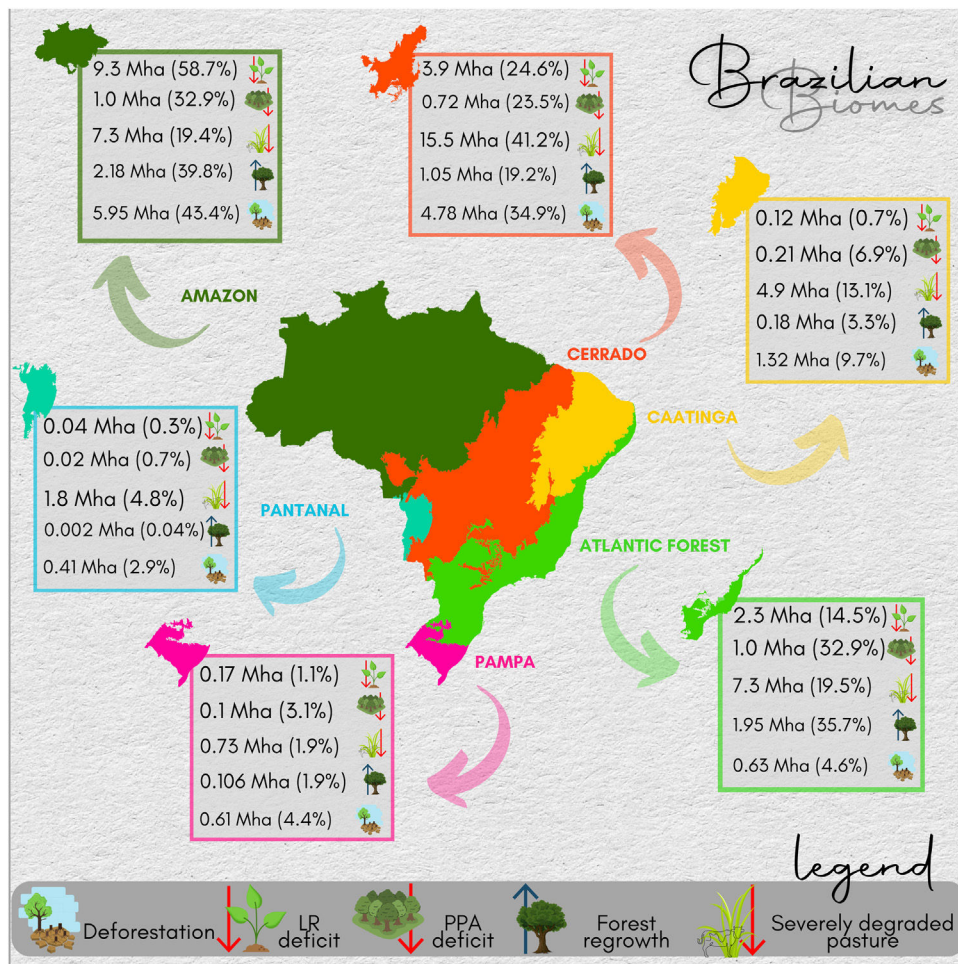 Brazilian
Biomes
9.3 Mha (58.7%)
1.0 Mha (32.9%)
7.3 Mha (19.4%)
2.18 Mha (39.8%)
5.95 Mha (43.4%)
AMAZON
3.9 Mha (24.6%)
0.72 Mha (23.5%)
15.5 Mha (41.2%)
1.05 Mha (19.2%)
4.78 Mha (34.9%)
CERRADO
0.12 Mha (0.7%)
0.21 Mha (6.9%)
4.9 Mha (13.1%)
0.18 Mha (3.3%)
1.32 Mha (9.7%)
CAATINGA
0.04 Mha (0.3%)
0.02 Mha (0.7%)
1.8 Mha (4.8%)
0.002 Mha (0.04%)
0.41 Mha (2.9%)
PANTANAL
ATLANTIC FOREST
2.3 Mha (14.5%)
1.0 Mha (32.9%)
7.3 Mha (19.5%)
1.95 Mha (35.7%)
0.63 Mha (4.6%)
PAMPA
0.17 Mha (1.1%)
0.1 Mha (3.1%)
0.73 Mha (1.9%)
0.106 Mha (1.9%)
0.61 Mha (4.4%)
legend
Deforestation
LR
deficit
PPA
deficit
Forest
regrowth
Severely degraded
pasture